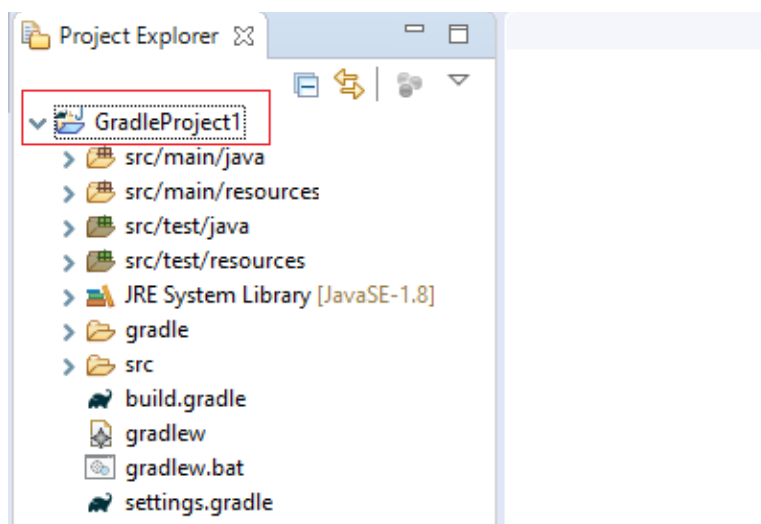 Project Explorer
GradleProject1
src/main/java
src/main/resources
src/test/java
src/test/resources
JRE System Library [JavaSE-1.8]
gradle
src
build.gradle
gradlew
gradlew.bat
settings.gradle